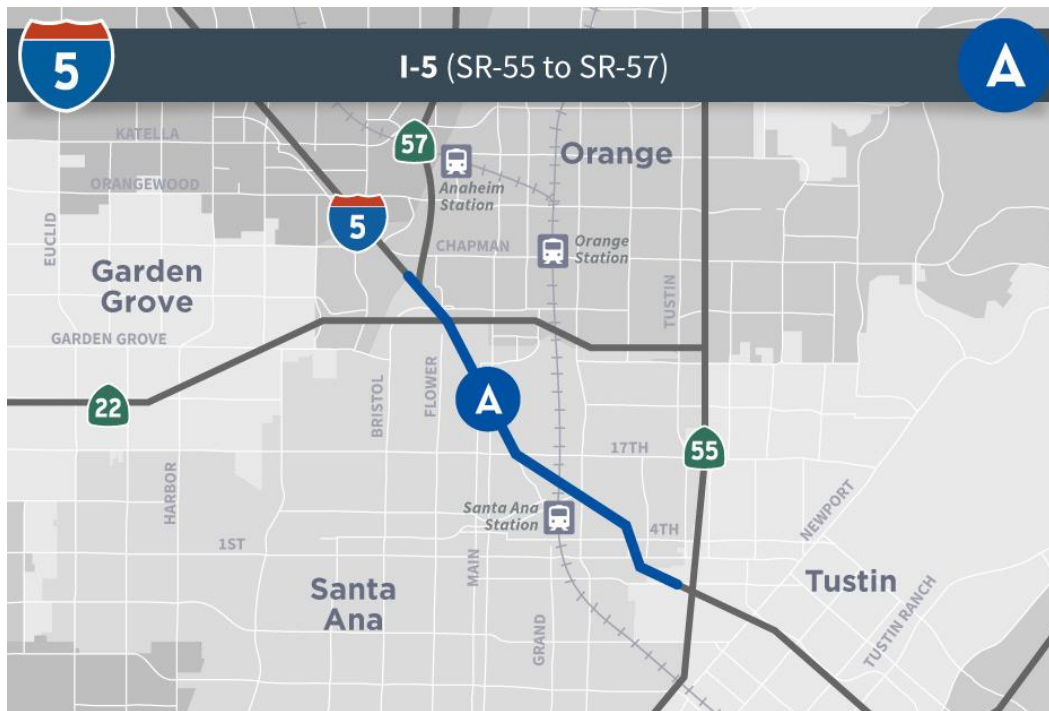 5
I-5 (SR-55 to SR-57)
A
KATELLA
57
Orange
ORANGEWOOD
Anaheim
Station
5
EUCLID
CHAPMAN
Orange
Station
Garden
Grove
TUSTIN
GARDEN GROVE
22
BRISTOL
FLOWER
A
17TH
55
HARBOR
Santa Ana
Station
NEWPORT
1ST
4TH
MAIN
Santa
Ana
Tustin
GRAND
TUSTIN RANCH